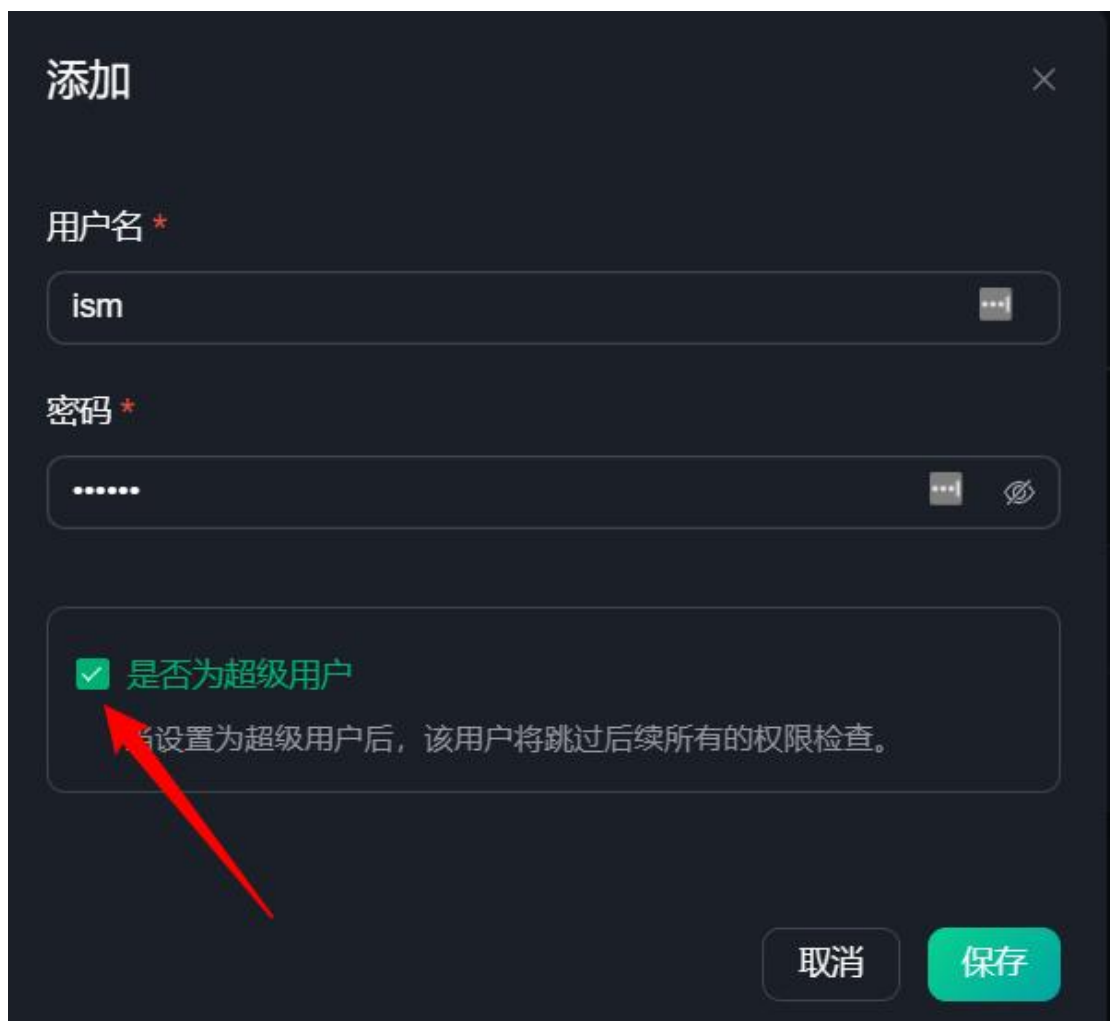 添加
用户名 *
ism
密码 *
••••••
是否为超级用户
设置为超级用户后，该用户将跳过后续所有的权限检查。
取消
保存